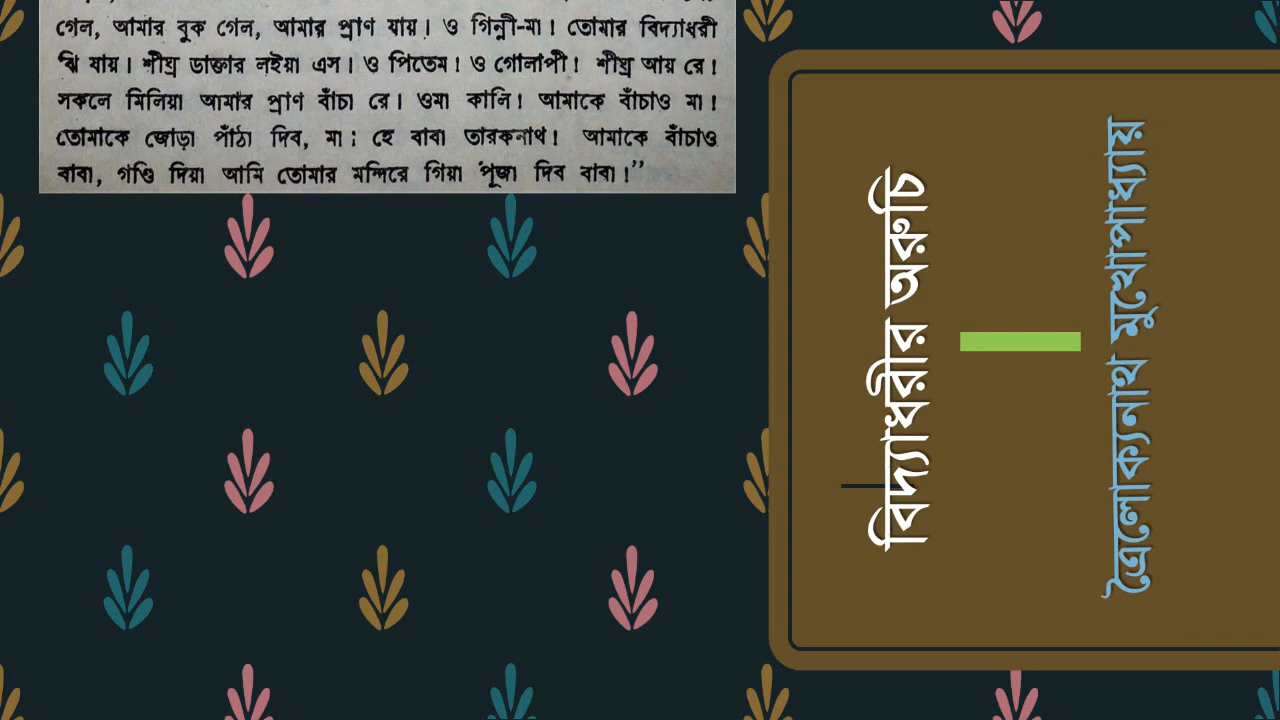 গেল, আমার বুক গেল, আমার প্রাণ যায়। ও গিন্নী-মা! তোমার বিদ্যাধরী
ঝি যায়। শীঘ্র ডাক্তার লইয়া এস। ও পিতেম! ও গোলাপী! শীঘ্র আয় রে!
সকলে মিলিয়া আমার প্রাণ বাঁচা রে। ওমা কালি! আমাকে বাঁচাও মা!
তোমাকে জোড়া পাঁঠা দিব, মা; হে বাবা তারকনাথ! আমাকে বাঁচাও
বাবা, গণ্ডি দিয়া আমি তোমার মন্দিরে গিয়া পূজা দিব বাবা!’’
বিদ্যাধরীর অরুচি
ত্রৈলোক্যনাথ মুখোপাধ্যায়